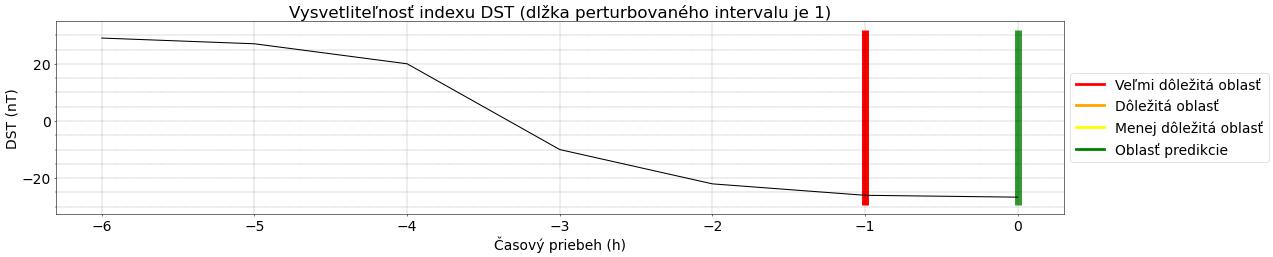 Vysvetliteľnosť indexu DST (dĺžka perturbovaného intervalu je 1)
DST (nT)
20
0
−20
−6 −5 −4 −3 −2 −1 0
Časový priebeh (h)
Veľmi dôležitá oblasť
Dôležitá oblasť
Menej dôležitá oblasť
Oblasť predikcie